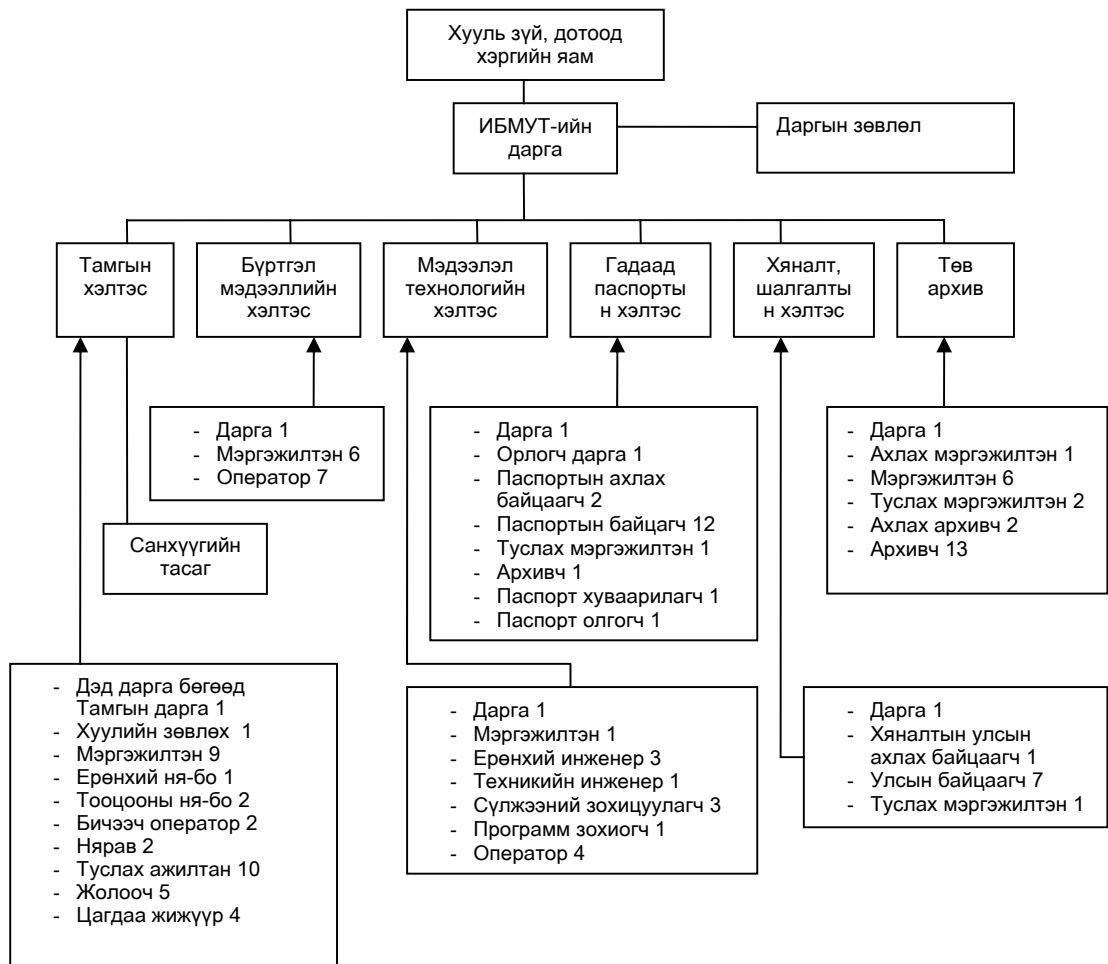 Хууль зүй, дотоод
хэргийн яам
ИБМУТ-ийн
дарга
Даргын зөвлөл
Тамгын
хэлтэс
Бүртгэл
мэдээллийн
хэлтэс
Мэдээлэл
технологийн
хэлтэс
Гадаад
паспорты
н хэлтэс
Хяналт,
шалгалты
н хэлтэс
Төв
архив
- Дарга 1
- Мэргэжилтэн 6
- Оператор 7
- Дарга 1
- Орлогч дарга 1
- Паспортын ахлах
байцаагч 2
- Паспортын байцагч 12
- Туслах мэргэжилтэн 1
- Архивч 1
- Паспорт хуваарилагч 1
- Паспорт олгогч 1
- Дарга 1
- Ахлах мэргэжилтэн 1
- Мэргэжилтэн 6
- Туслах мэргэжилтэн 2
- Ахлах архивч 2
- Архивч 13
Санхүүгийн
тасаг
- Дэд дарга бөгөөд
Тамгын дарга 1
- Хуулийн зөвлөх 1
- Мэргэжилтэн 9
- Ерөнхий ня-бо 1
- Тооцооны ня-бо 2
- Бичээч оператор 2
- Нярав 2
- Туслах ажилтан 10
- Жолооч 5
- Цагдаа жижүүр 4
- Дарга 1
- Мэргэжилтэн 1
- Ерөнхий инженер 3
- Техникийн инженер 1
- Сүлжээний зохицуулагч 3
- Программ зохиогч 1
- Оператор 4
- Дарга 1
- Хяналтын улсын
ахлах байцаагч 1
- Улсын байцаагч 7
- Туслах мэргэжилтэн 1